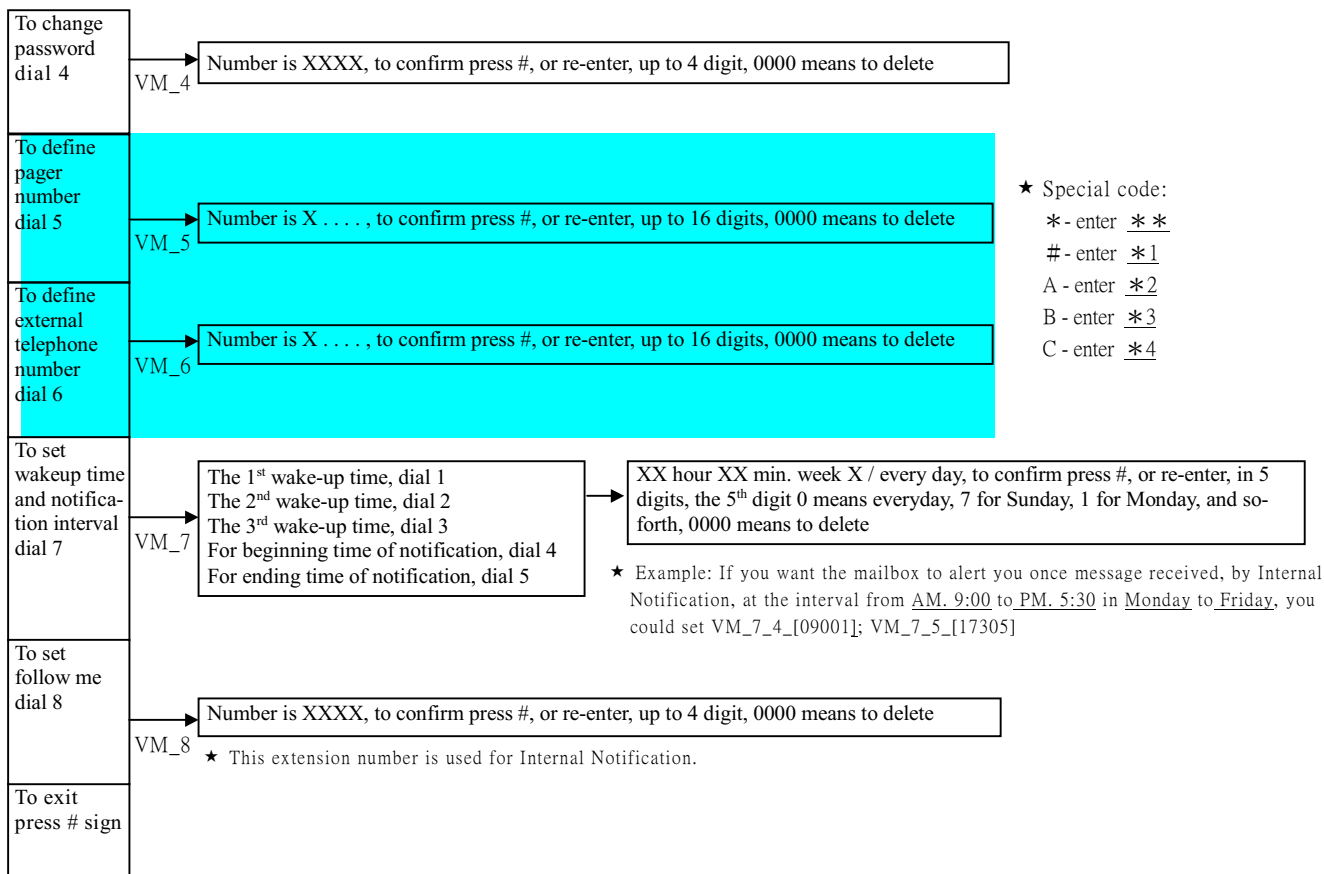 To change
password
dial 4
VM_4
Number is XXXX, to confirm press #, or re-enter, up to 4 digit, 0000 means to delete
To define
pager
number
dial 5
VM_5
Number is X . . . . , to confirm press #, or re-enter, up to 16 digits, 0000 means to delete
★ Special code:
*- enter **
#- enter *1
A - enter *2
B - enter *3
C - enter *4
To define
external
telephone
number
dial 6
VM_6
Number is X . . . . , to confirm press #, or re-enter, up to 16 digits, 0000 means to delete
To set
wakeup time
and notifica-
tion interval
dial 7
VM_7
The 1st wake-up time, dial 1
The 2nd wake-up time, dial 2
The 3rd wake-up time, dial 3
For beginning time of notification, dial 4
For ending time of notification, dial 5
XX hour XX min. week X / every day, to confirm press #, or re-enter, in 5
digits, the 5th digit 0 means everyday, 7 for Sunday, 1 for Monday, and so-
forth, 0000 means to delete
★ Example: If you want the mailbox to alert you once message received, by Internal
Notification, at the interval from AM. 9:00 to PM. 5:30 in Monday to Friday, you
could set VM_7_4_[09001]; VM_7_5_[17305]
To set
follow me
dial 8
VM_8
Number is XXXX, to confirm press #, or re-enter, up to 4 digit, 0000 means to delete
★ This extension number is used for Internal Notification.
To exit
press # sign